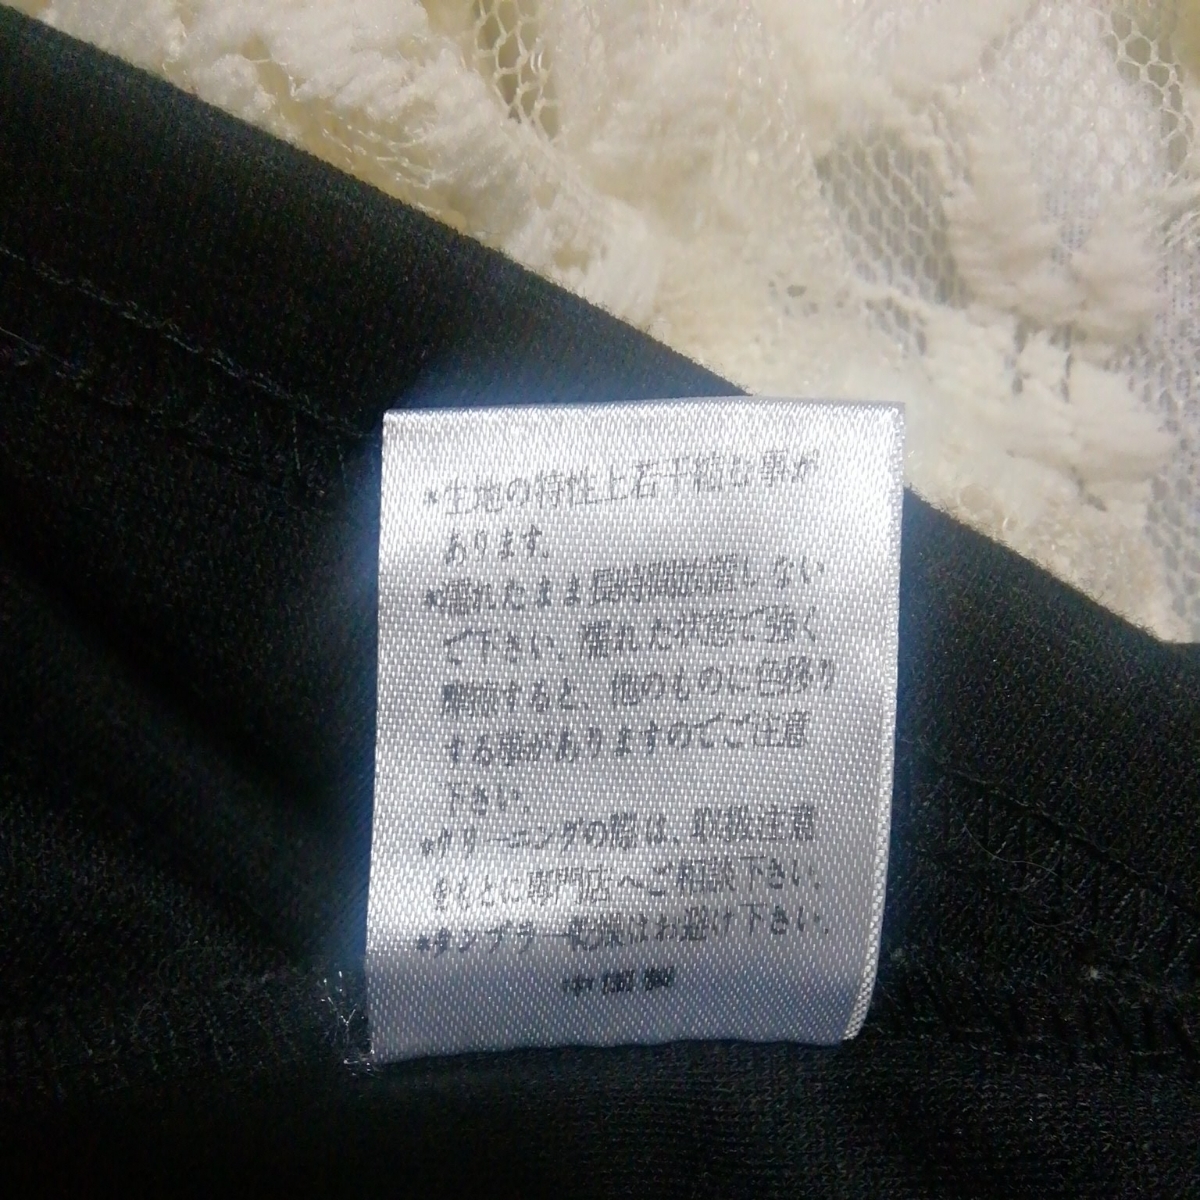 *生地の特性上若干縮む事が
あります。
*濡れたまま長時間放置しない
で下さい。濡れた状態で強く
摩擦すると、他のものに色移り
する事がありますのでご注意
下さい。
*クリーニングの際は、取扱注意
をもとに専門店へご相談下さい。
*タンブラー乾燥はお避け下さい。
中国製